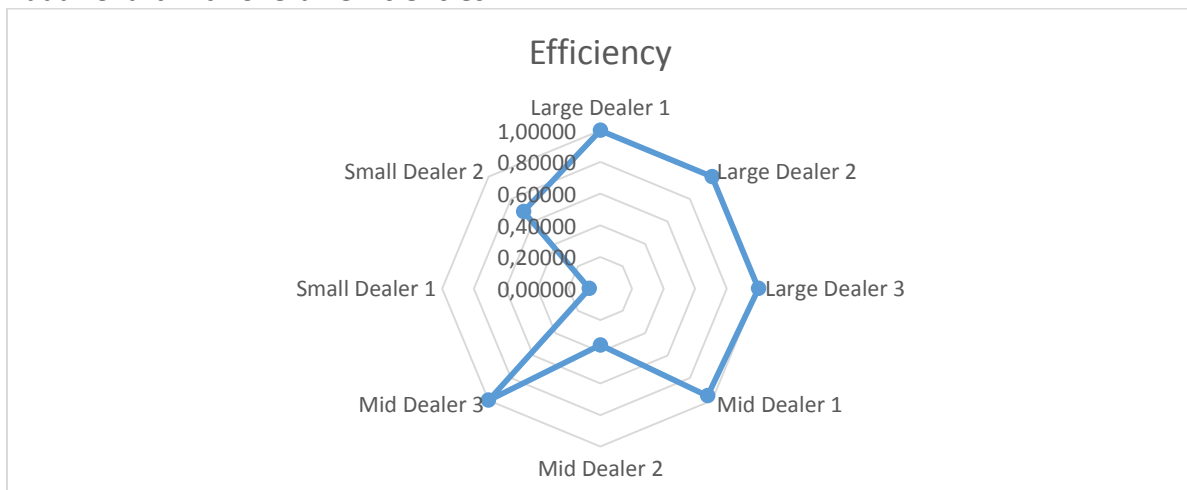 Efficiency
Large Dealer 1
1,00000
0,80000
Small Dealer 2
Large Dealer 2
0,60000
0,40000
0,20000
Small Dealer 1
0,00000
Large Dealer 3
Mid Dealer 3
Mid Dealer 1
Mid Dealer 2